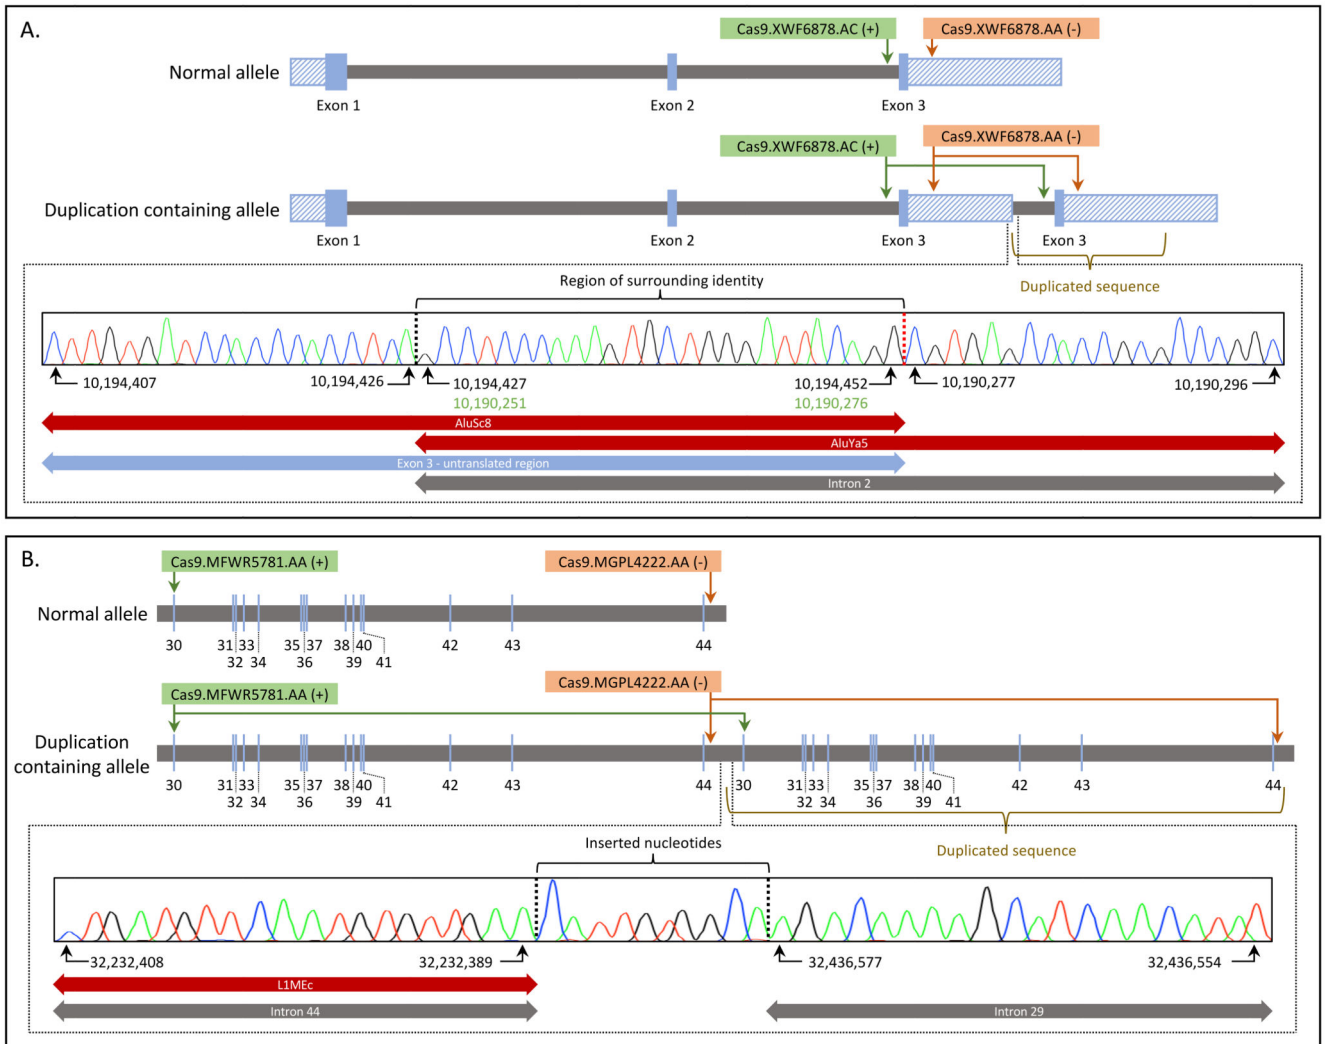 A.
Cas9.XWF6878.AC (+) Cas9.XWF6878.AA (-)
Normal allele
Exon 1 Exon 2 Exon 3
Cas9.XWF6878.AC (+) Cas9.XWF6878.AA (-)
Duplication containing allele
Exon 1 Exon 2 Exon 3 Exon 3
Duplicated sequence
Region of surrounding identity
10,194,407 10,194,426 10,194,427 10,194,452 10,190,277 10,190,296
10,190,251 10,190,276
AluSc8
AluYa5
Exon 3 - untranslated region
Intron 2
B.
Cas9.MFWR5781.AA (+) Cas9.MGPL4222.AA (-)
Normal allele
30 31 33 35 37 38 40 42 43 44
32 34 36 39 41
Cas9.MFWR5781.AA (+) Cas9.MGPL4222.AA (-)
Duplication
containing allele
30 31 33 35 37 38 40 42 43 44 30 31 33 35 37 38 40 42 43 44
32 34 36 39 41 32 34 36 39 41
Inserted nucleotides
Duplicated sequence
32,232,408 32,232,389 32,436,577 32,436,554
L1MEc
Intron 44 Intron 29